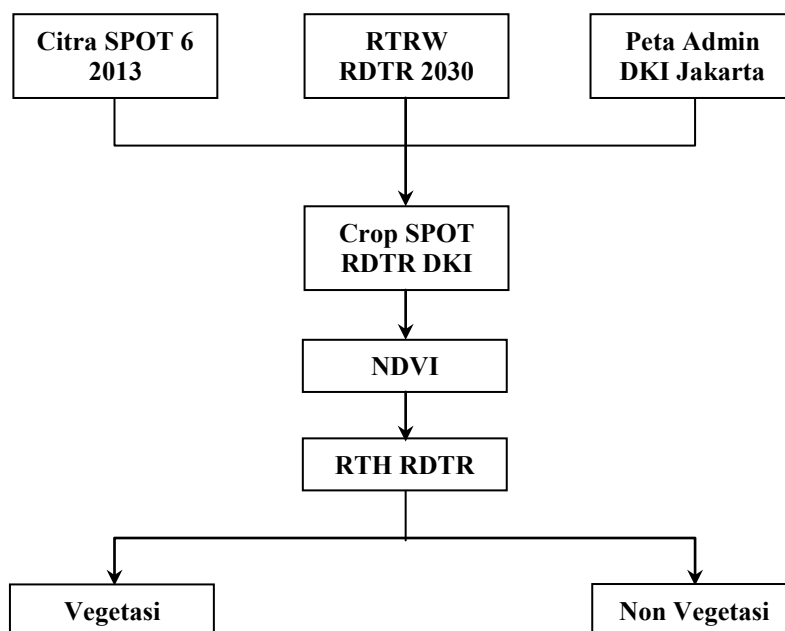 Citra SPOT 6
2013
RTRW
RDTR 2030
Peta Admin
DKI Jakarta
Crop SPOT
RDTR DKI
NDVI
RTH RDTR
Vegetasi
Non Vegetasi